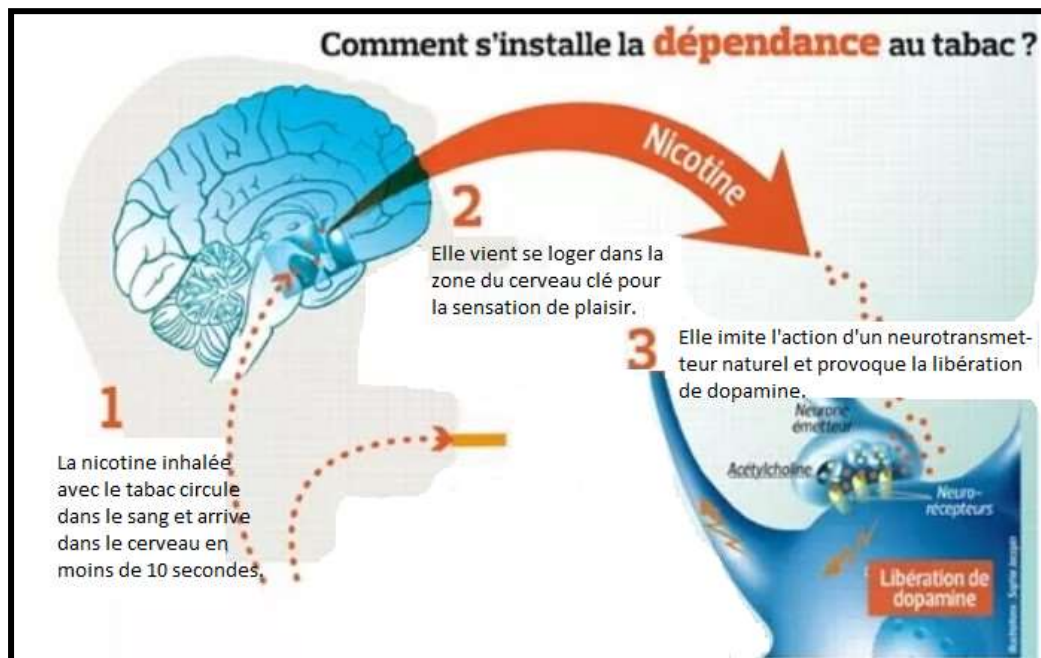 Comment s'installe la dépendance au tabac ?
Nicotine
2
Elle vient se loger dans la
zone du cerveau clé pour
la sensation de plaisir.
3
Elle imite l'action d'un neurotransmet-
teur naturel et provoque la libération
de dopamine.
1
La nicotine inhalée
avec le tabac circule
dans le sang et arrive
dans le cerveau en
moins de 10 secondes.
Neurone
émetteur
Acétylcholine
Neuro-
récepteurs
Libération de
dopamine